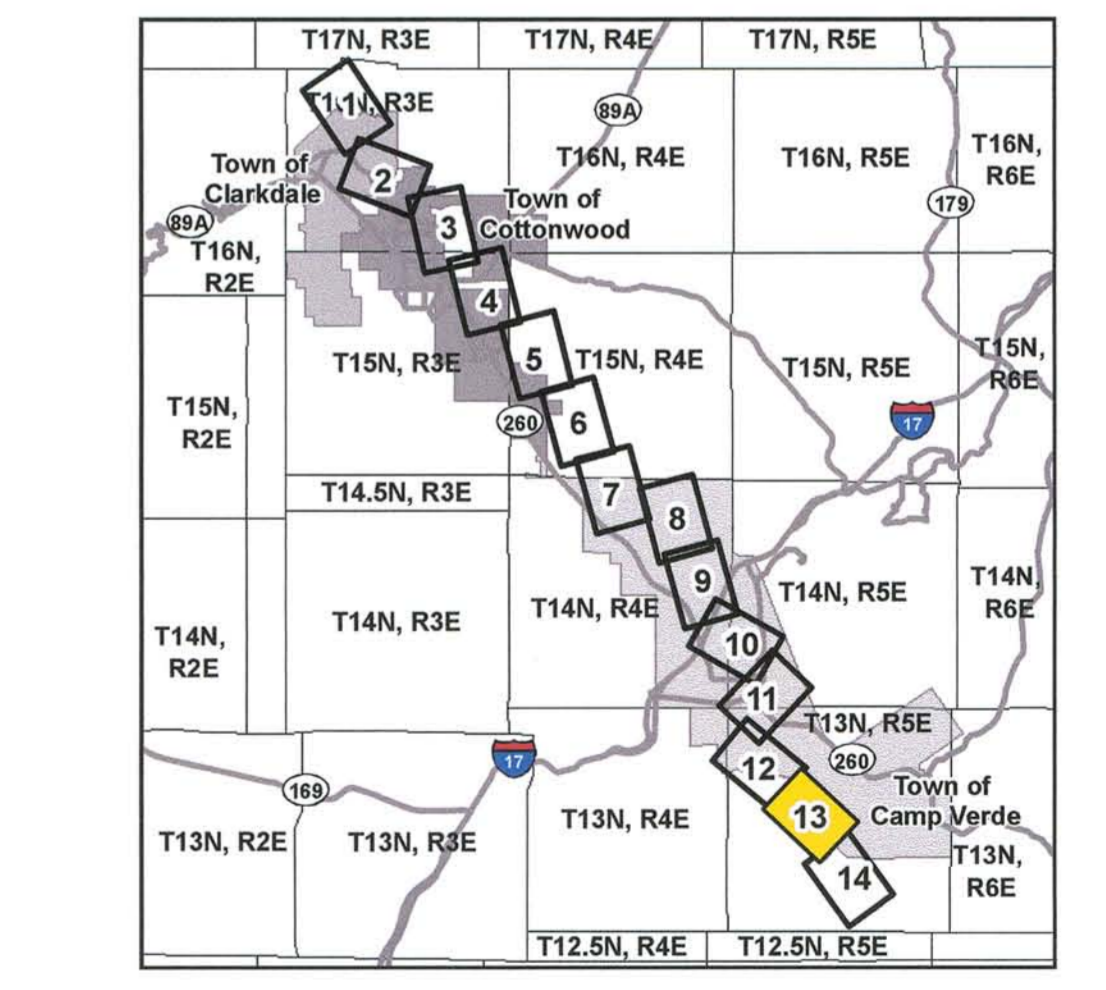 T17N, R3E
T17N, R4E
T17N, R5E
1
R3E
89A
T16N, R4E
T16N, R5E
T16N,
R6E
Town of
Clarkdale
2
89A
T16N,
R2E
3
Town of
Cottonwood
179
4
T15N, R3E
5
T15N, R4E
T15N, R5E
T15N,
R6E
T15N,
R2E
260
6
17
T14.5N, R3E
7
8
9
T14N, R4E
T14N, R5E
T14N,
R6E
T14N,
R2E
T14N, R3E
10
11
T13N, R5E
12
260
17
169
Town of
Camp Verde
13
T13N, R2E
T13N, R3E
T13N, R4E
T13N,
R6E
14
T12.5N, R4E
T12.5N, R5E